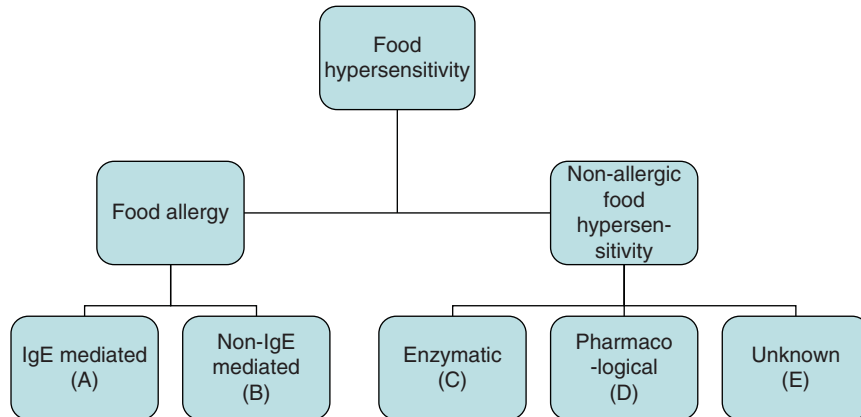 Food
hypersensitivity
Food allergy
Non-allergic
food
hypersen-
sitivity
IgE mediated
(A)
Non-IgE
mediated
(B)
Enzymatic
(C)
Pharmaco
-logical
(D)
Unknown
(E)